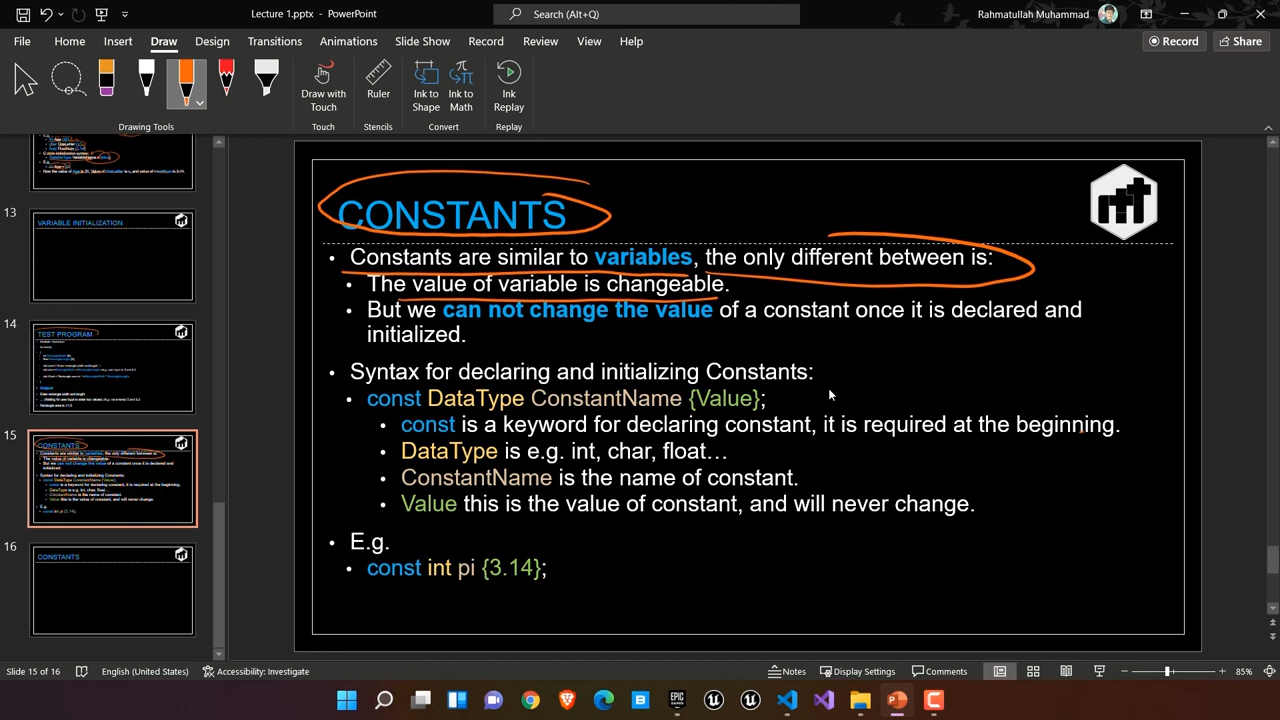 Lecture 1.pptx - PowerPoint
Search (Alt+Q)
Rahmatullah Muhammad
File Home Insert Draw Design Transitions Animations Slide Show Record Review View Help
Record Share
Draw with Touch
Ruler
Ink to Shape
Ink to Math
Ink Replay
Drawing Tools Touch Stencils Convert Replay
13
VARIABLE INITIALIZATION
14
TEST PROGRAM
15
CONSTANTS
16
CONSTANTS
CONSTANTS
• Constants are similar to variables, the only different between is:
• The value of variable is changeable.
• But we can not change the value of a constant once it is declared and
initialized.
• Syntax for declaring and initializing Constants:
• const DataType ConstantName {Value};
• const is a keyword for declaring constant, it is required at the beginning.
• DataType is e.g. int, char, float…
• ConstantName is the name of constant.
• Value this is the value of constant, and will never change.
• E.g.
• const int pi {3.14};
Slide 15 of 16 English (United States) Accessibility: Investigate Notes Display Settings Comments 85%